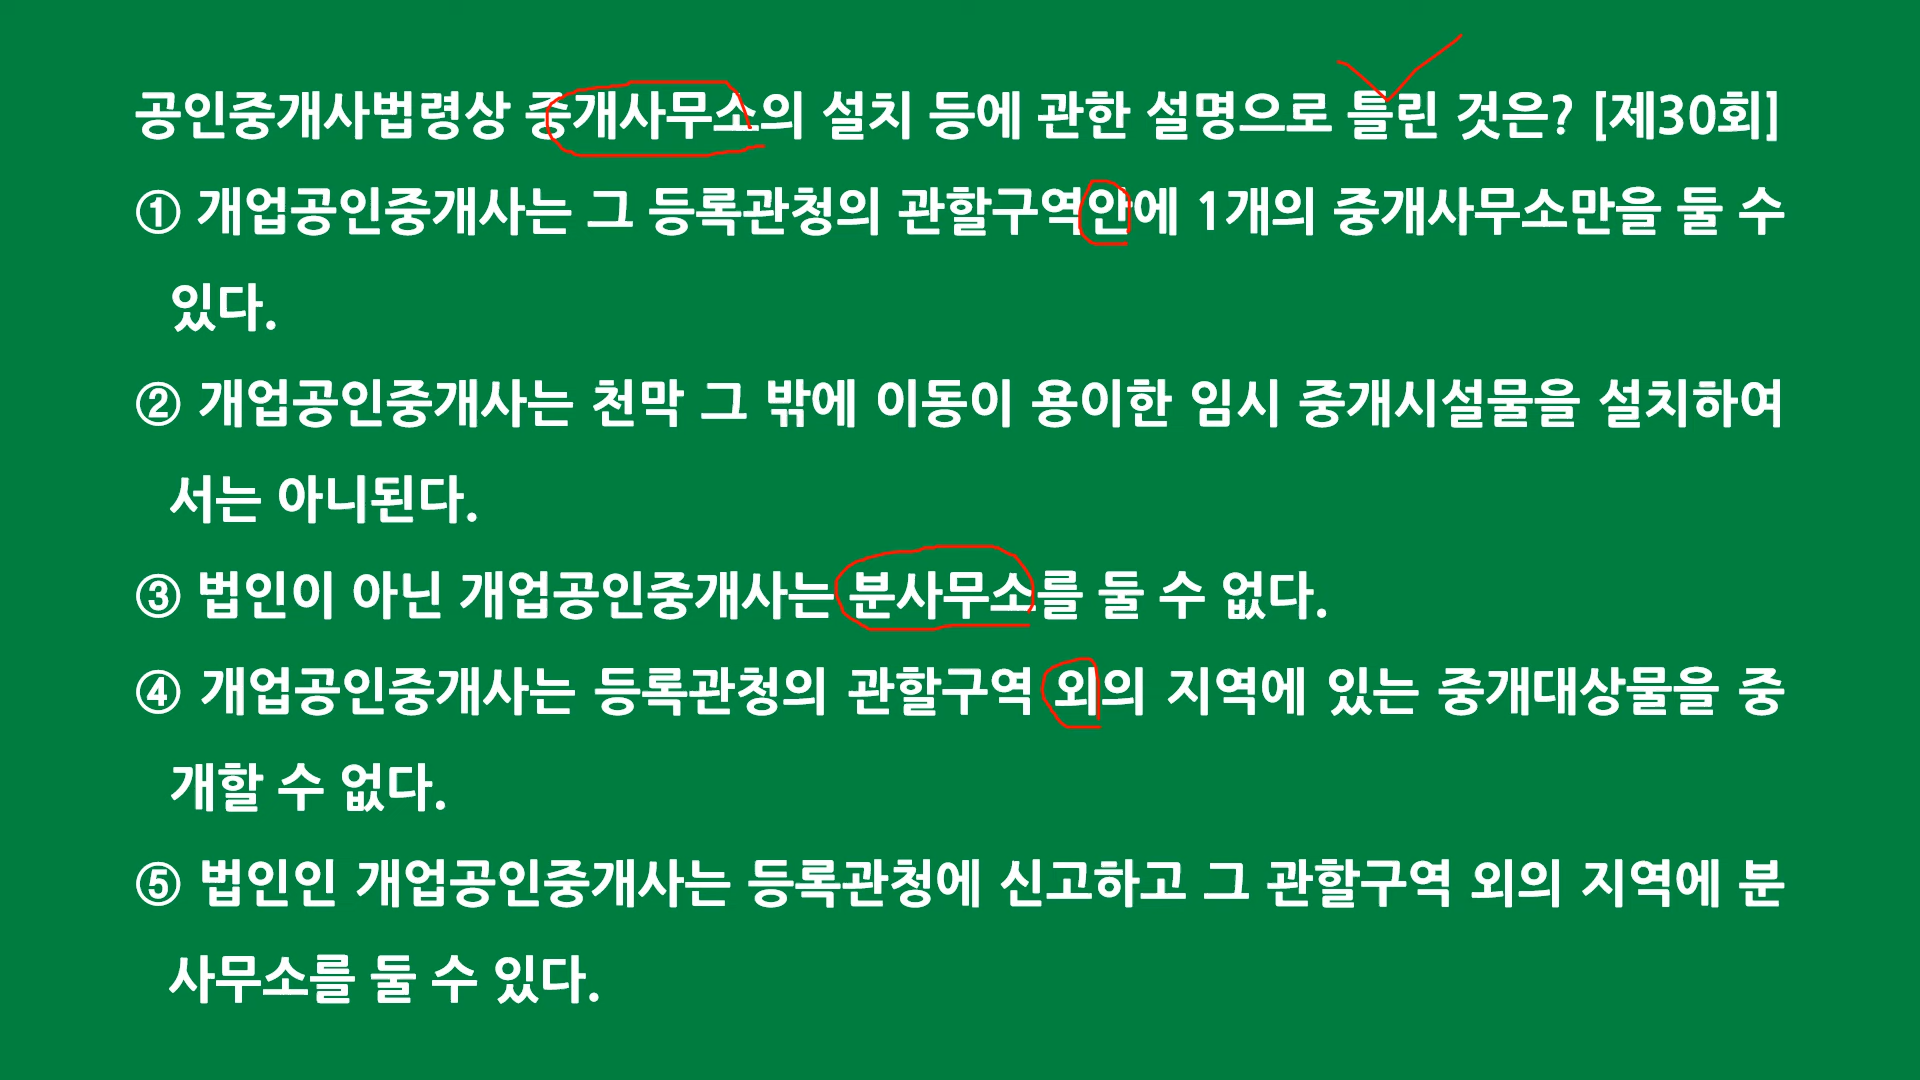 공인중개사법령상 중개사무소의 설치 등에 관한 설명으로 틀린 것은? [제30회]
① 개업공인중개사는 그 등록관청의 관할구역안에 1개의 중개사무소만을 둘 수
있다.
② 개업공인중개사는 천막 그 밖에 이동이 용이한 임시 중개시설물을 설치하여
서는 아니된다.
③ 법인이 아닌 개업공인중개사는 분사무소를 둘 수 없다.
④ 개업공인중개사는 등록관청의 관할구역 외의 지역에 있는 중개대상물을 중
개할 수 없다.
⑤ 법인인 개업공인중개사는 등록관청에 신고하고 그 관할구역 외의 지역에 분
사무소를 둘 수 있다.